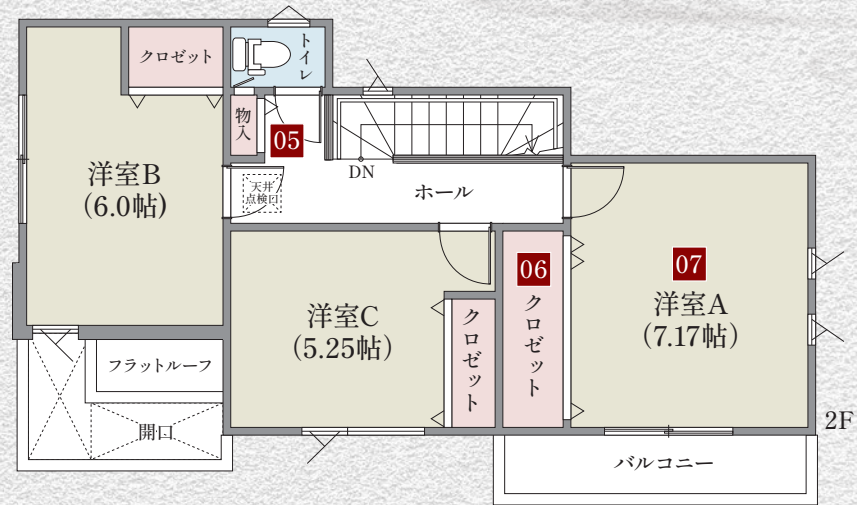 クロゼット
トイレ
物入
05
DN
天井
点検口
ホール
洋室B
(6.0帖)
洋室C
(5.25帖)
クロゼット
06
クロゼット
07
洋室A
(7.17帖)
フラットルーフ
開口
バルコニー
2F